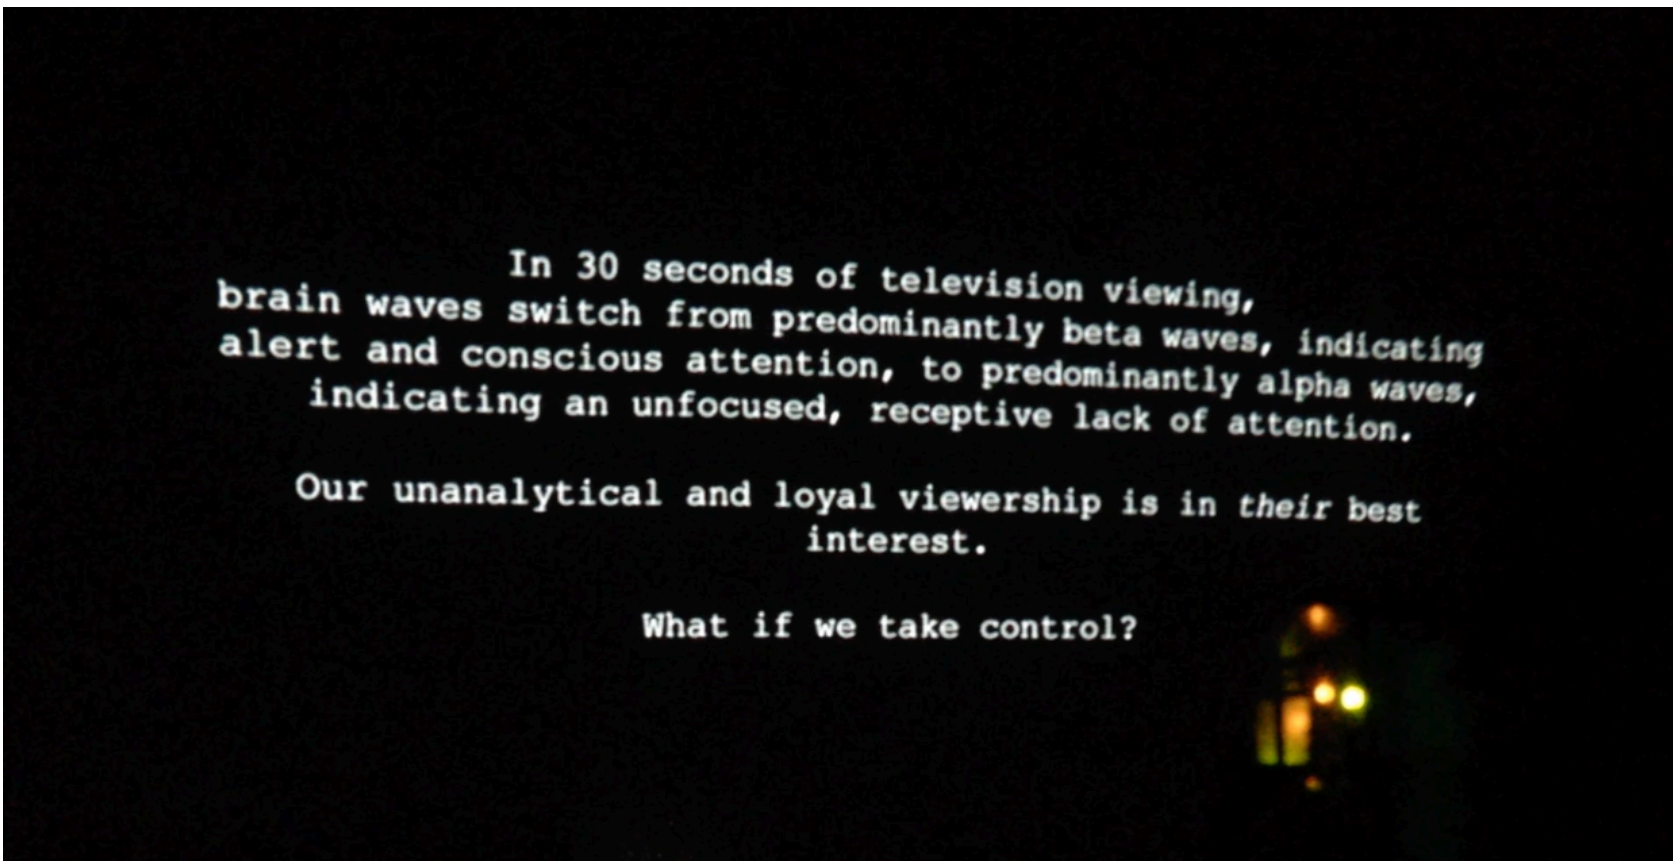 In 30 seconds of television viewing,
brain waves switch from predominantly beta waves, indicating
alert and conscious attention, to predominantly alpha waves,
indicating an unfocused, receptive lack of attention.
Our unanalytical and loyal viewership is in their best
interest.
What if we take control?